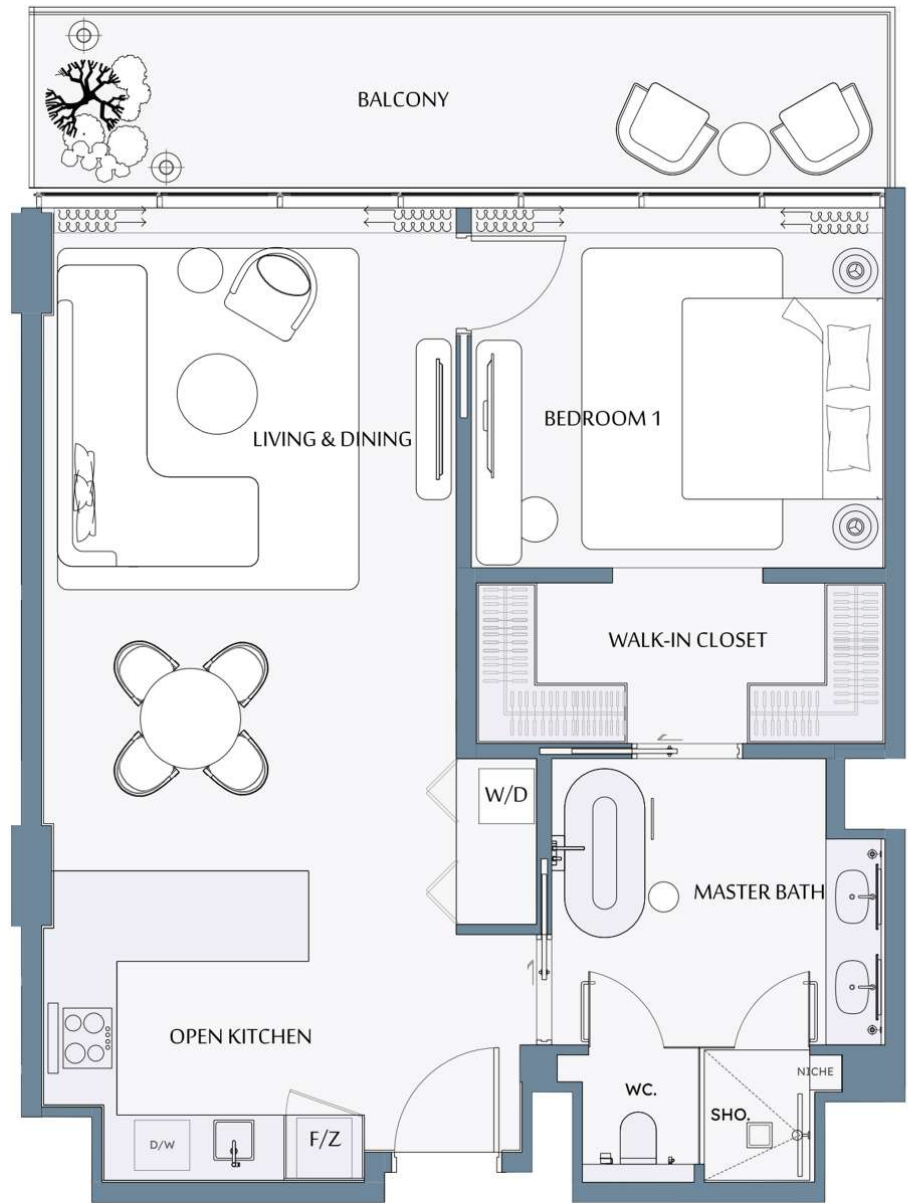 BALCONY
LIVING & DINING
BEDROOM 1
WALK-IN CLOSET
W/D
MASTER BATH
OPEN KITCHEN
NICHE
WC.
SHO.
D/W
F/Z